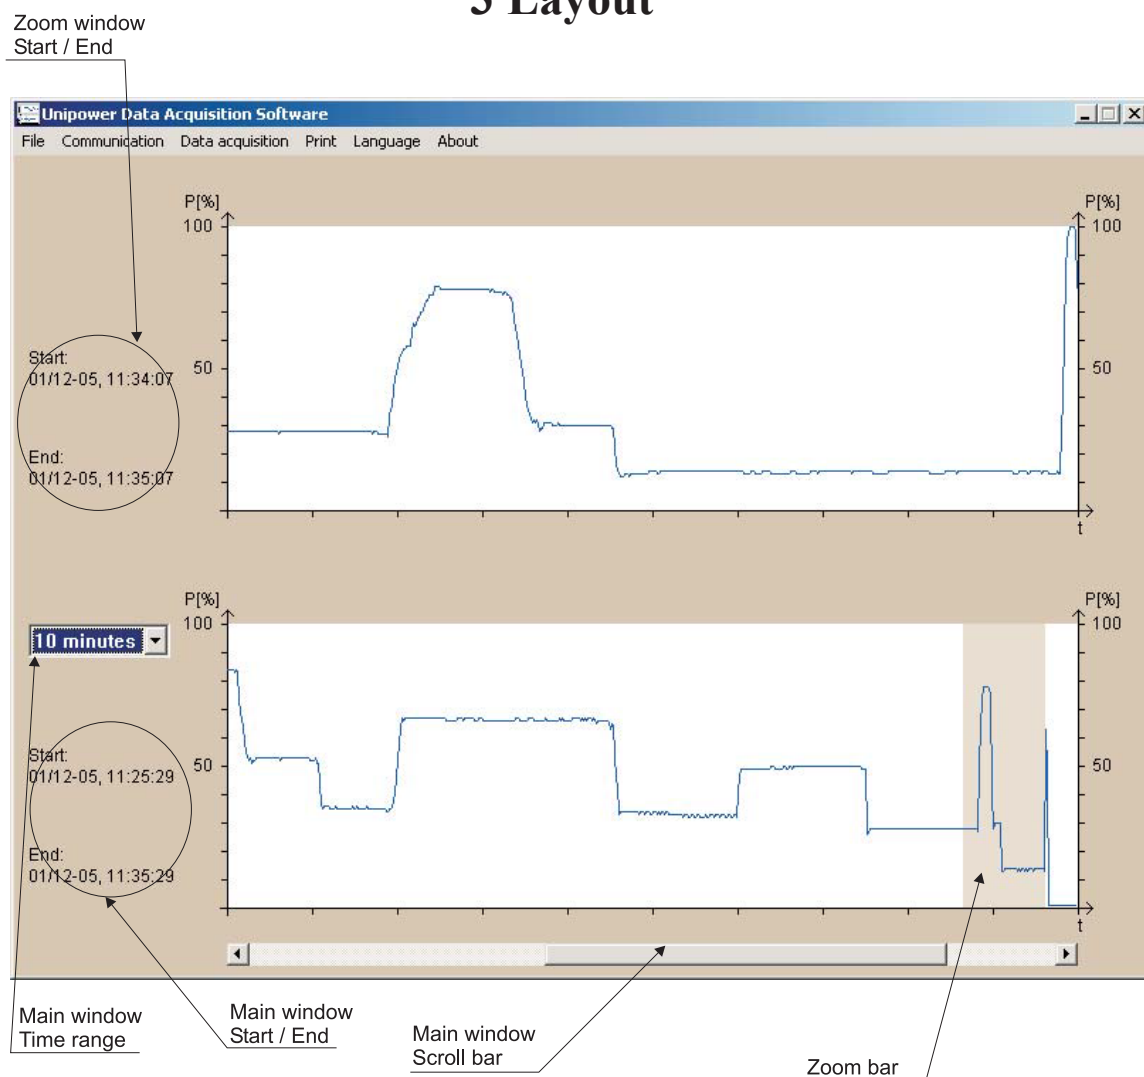 Layout
Zoom window
Start / End
Unipower Data Acquisition Software
File Communication Data acquisition Print Language About
P[%]
100
50
P[%]
100
50
Start:
01/12-05, 11:34:07
End:
01/12-05, 11:35:07
t
10 minutes
P[%]
100
50
P[%]
100
50
Start:
01/12-05, 11:25:29
End:
01/12-05, 11:35:29
t
Main window
Time range
Main window
Start / End
Main window
Scroll bar
Zoom bar